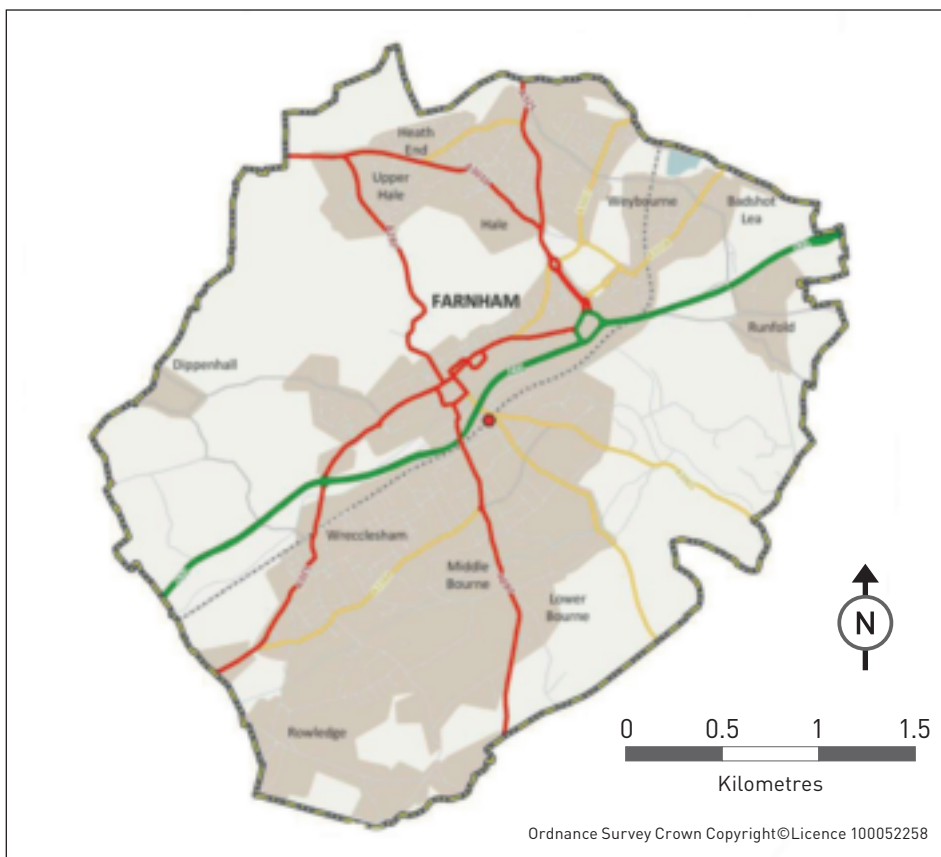 Heath
End
Upper
Hale
Hale
Weybourne
Badshot
Lea
FARNHAM
Runfold
Dippenhall
Wrecclesham
Middle
Bourne
Lower
Bourne
Rowledge
N
0 0.5 1 1.5
Kilometres
Ordnance Survey Crown Copyright©Licence 100052258